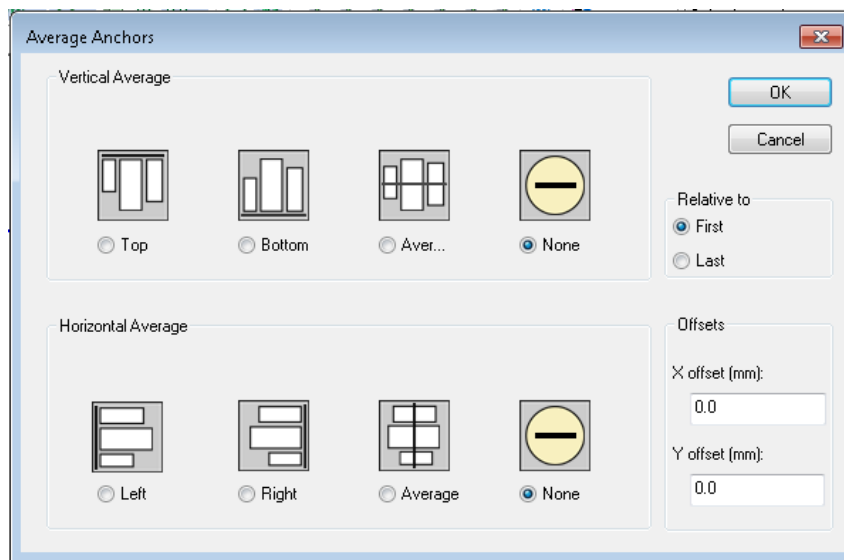 Average Anchors
Vertical Average
Top
Bottom
Aver...
None
OK
Cancel
Relative to
First
Last
Horizontal Average
Left
Right
Average
None
Offsets
X offset (mm):
0.0
Y offset (mm):
0.0